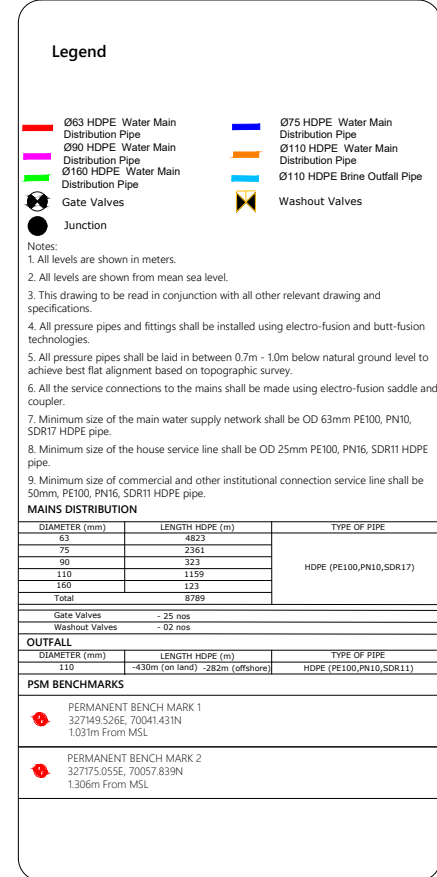 Legend
Ø63 HDPE Water Main
Distribution Pipe
Ø75 HDPE Water Main
Distribution Pipe
Ø90 HDPE Water Main
Distribution Pipe
Ø110 HDPE Water Main
Distribution Pipe
Ø160 HDPE Water Main
Distribution Pipe
Ø110 HDPE Brine Outfall Pipe
Gate Valves
Washout Valves
Junction
Notes:
1. All levels are shown in meters.
2. All levels are shown from mean sea level.
3. This drawing to be read in conjunction with all other relevant drawing and
specifications.
4. All pressure pipes and fittings shall be installed using electro-fusion and butt-fusion
technologies.
5. All pressure pipes shall be laid in between 0.7m - 1.0m below natural ground level to
achieve best flat alignment based on topographic survey.
6. All the service connections to the mains shall be made using electro-fusion saddle and
coupler.
7. Minimum size of the main water supply network shall be OD 63mm PE100, PN10,
SDR17 HDPE pipe.
8. Minimum size of the house service line shall be OD 25mm PE100, PN16, SDR11 HDPE
pipe.
9. Minimum size of commercial and other institutional connection service line shall be
50mm, PE100, PN16, SDR11 HDPE pipe.
MAINS DISTRIBUTION
DIAMETER (mm) LENGTH HDPE (m) TYPE OF PIPE
63 4823
75 2361
90 323
HDPE (PE100,PN10,SDR17)
110 1159
160 123
Total 8789
Gate Valves - 25 nos
Washout Valves - 02 nos
OUTFALL
DIAMETER (mm) LENGTH HDPE (m) TYPE OF PIPE
110 -430m (on land) -282m (offshore) HDPE (PE100,PN10,SDR11)
PSM BENCHMARKS
PERMANENT BENCH MARK 1
327149.526E, 70041.431N
1.031m From MSL
PERMANENT BENCH MARK 2
327175.055E, 70057.839N
1.306m From MSL